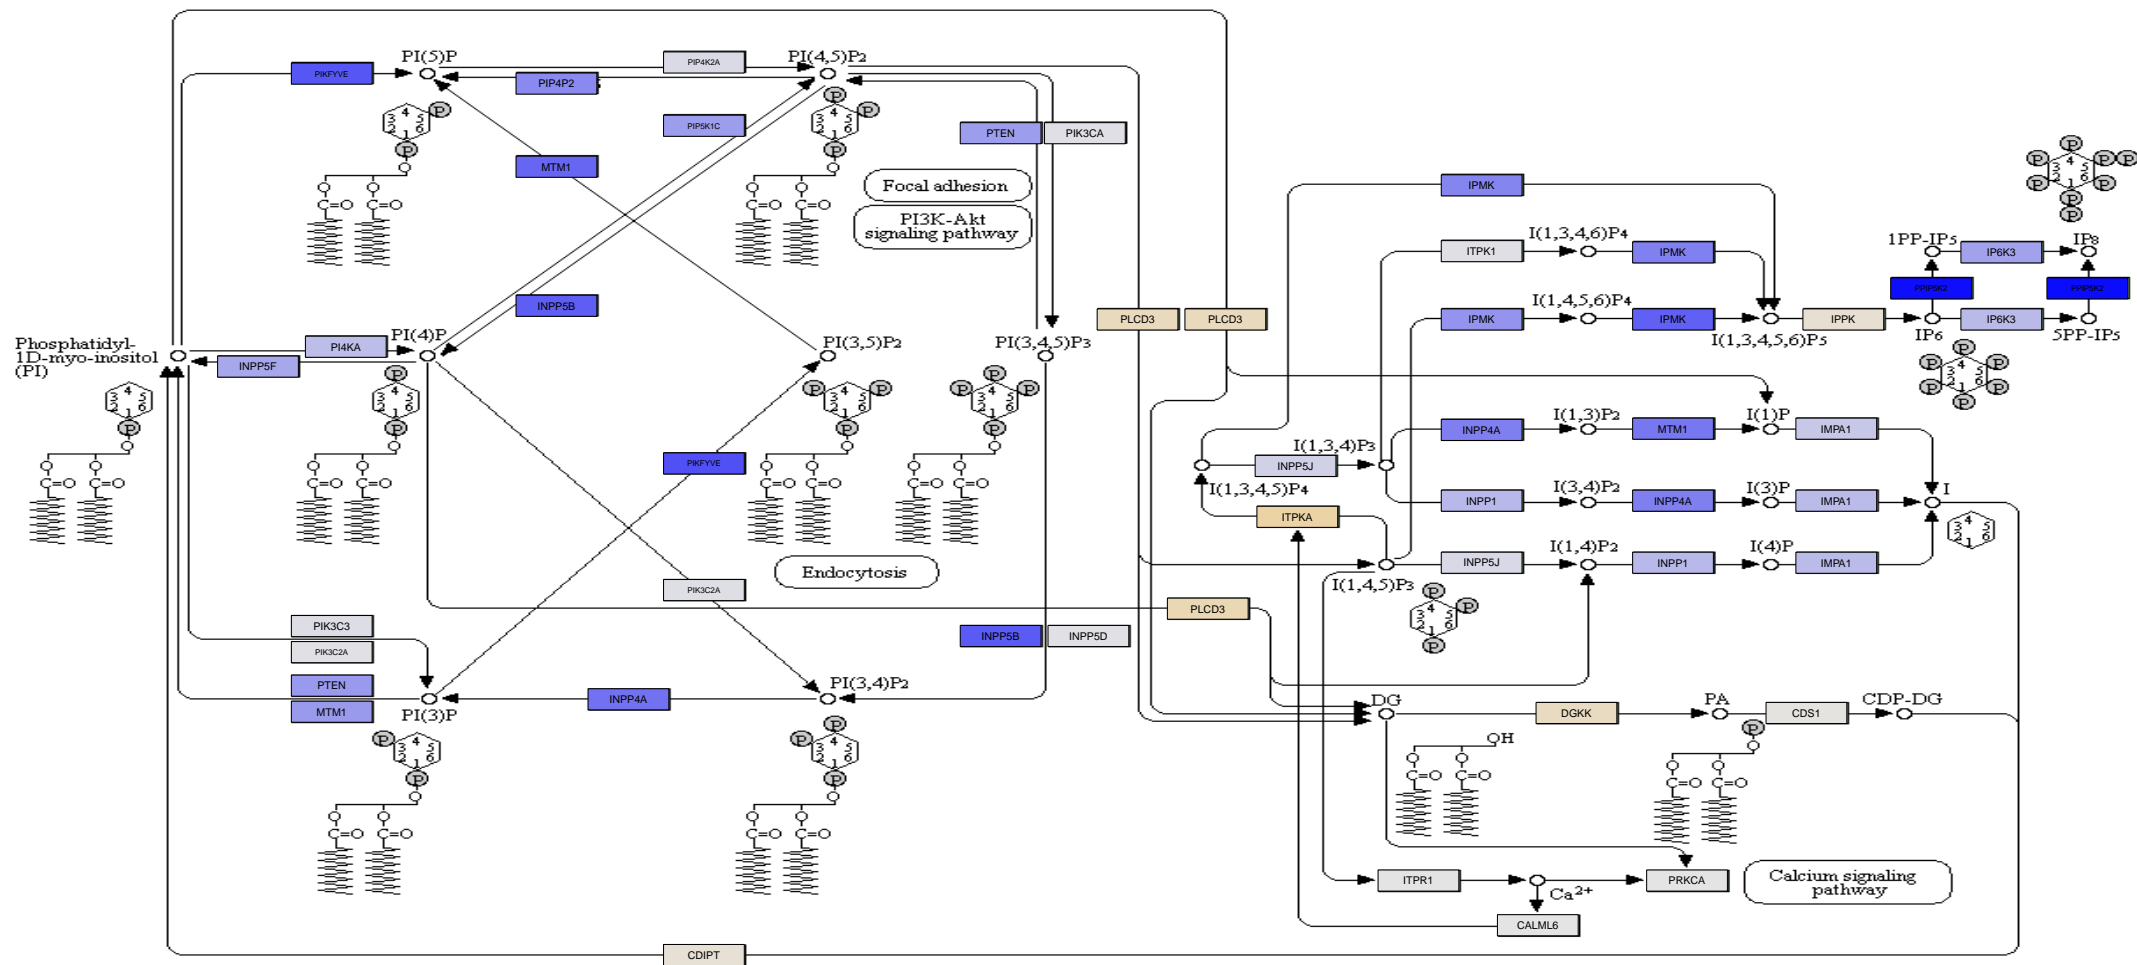 PI(5)P
PIP4K2A
PI(4,5)P2
PIKFYVE
PIP4P2
PIP5K1C
PTEN
PIK3CA
MTM1
Focal adhesion
PI3K-Akt
signaling pathway
IPMK
I(1,3,4,6)P4
ITPK1
IPMK
1PP-IP5
IP6K3
IP8
PPIP5K2
PPIP5K2
INPP5B
PLCD3
PLCD3
I(1,4,5,6)P4
IPMK
IPMK
IPPK
IP6K3
I(1,3,4,5,6)P5
IP6
5PP-IP5
Phosphatidyl-
1D-myo-inositol
(PI)
PI4KA
INPP5F
PI(4)P
PI(3,5)P2
PI(3,4,5)P3
I(1,3)P2
I(1)P
INPP4A
MTM1
IMPA1
I(1,3,4)P3
INPP5J
PIKFYVE
I(1,3,4,5)P4
INPP1
I(3,4)P2
INPP4A
I(3)P
IMPA1
I
ITPKA
I(1,4,5)P3
INPP5J
I(1,4)P2
INPP1
I(4)P
IMPA1
Endocytosis
PIK3C2A
PLCD3
PIK3C3
PIK3C2A
INPP5B
INPP5D
PTEN
MTM1
PI(3)P
INPP4A
PI(3,4)P2
DG
DGKK
PA
CDS1
CDP-DG
OH
ITPR1
Ca2+
PRKCA
Calcium signaling
pathway
CALML6
CDIPT